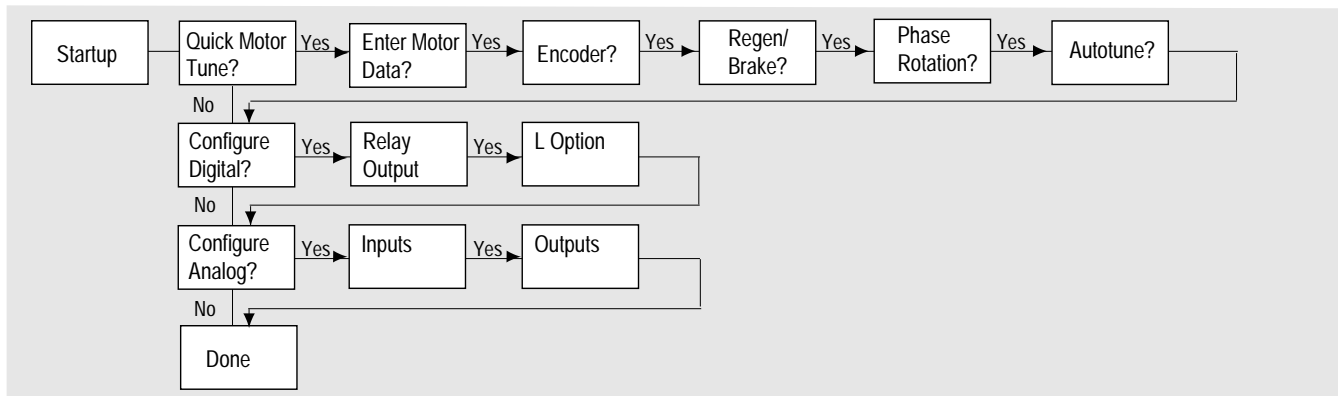 Startup
Quick Motor
Tune?
Yes
Enter Motor
Data?
Yes
Encoder?
Yes
Regen/
Brake?
Yes
Phase
Rotation?
Yes
Autotune?
No
Configure
Digital?
Yes
Relay
Output
Yes
L Option
No
Configure
Analog?
Yes
Inputs
Yes
Outputs
No
Done